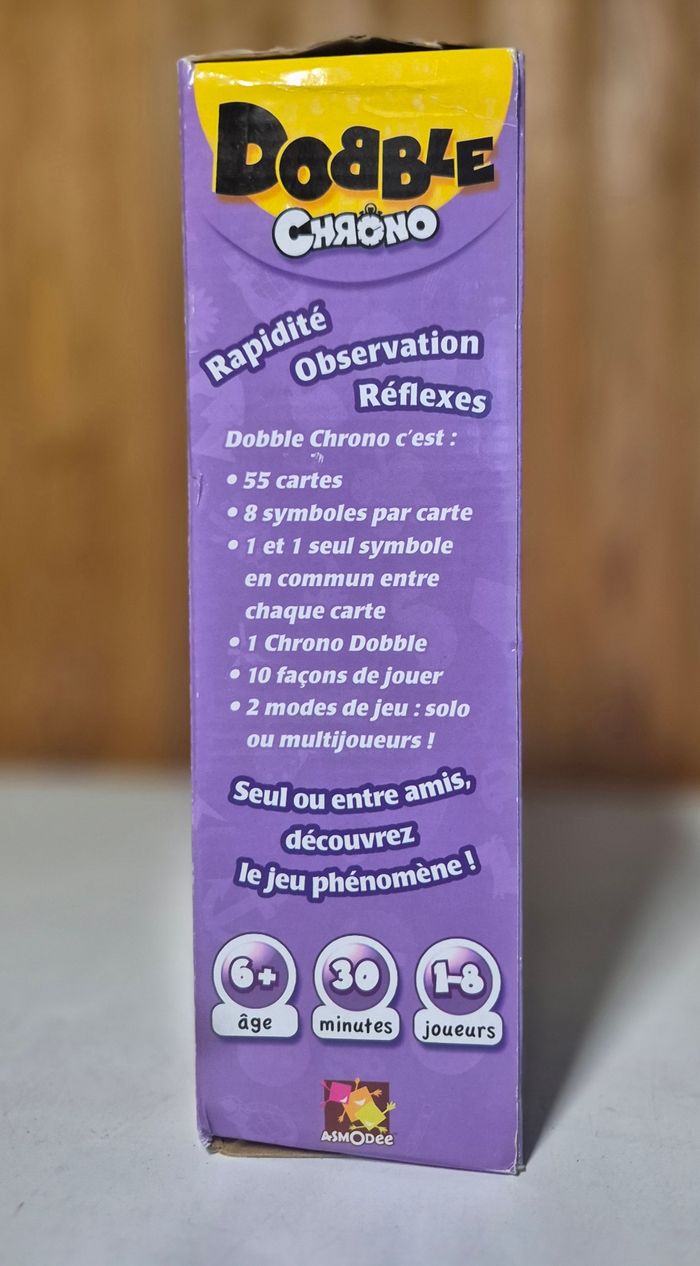 DOBBLE
CHRONO
Rapidité
Observation
Réflexes
Dobble Chrono c'est :
• 55 cartes
• 8 symboles par carte
• 1 et 1 seul symbole
en commun entre
chaque carte
• 1 Chrono Dobble
• 10 façons de jouer
• 2 modes de jeu : solo
ou multijoueurs !
Seul ou entre amis,
découvrez
le jeu phénomène !
6+ 30 1-8
âge minutes joueurs
ASMODee